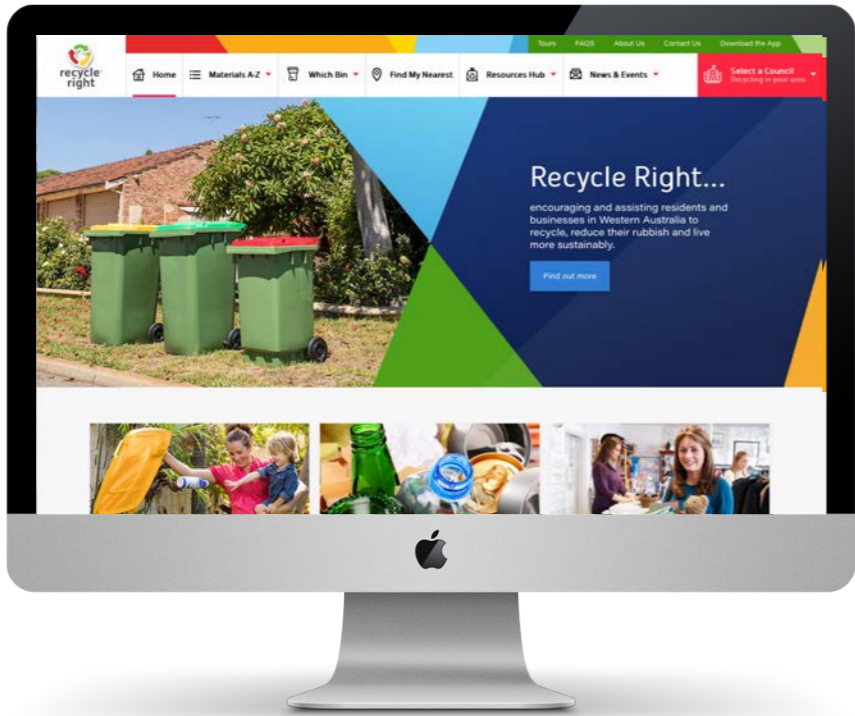 Tours FAQS About Us Contact Us Download the App
recycle
right
Home Materials A-Z Which Bin Find My Nearest Resources Hub News & Events
Select a Council
Recycling in your area
Recycle Right...
encouraging and assisting residents and
businesses in Western Australia to
recycle, reduce their rubbish and live
more sustainably.
Find out more